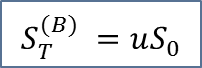 $S_T^{(B)} = uS_0$